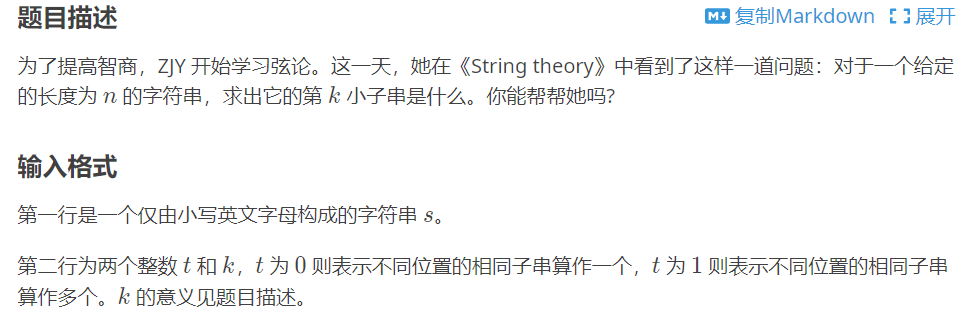 题目描述
复制Markdown 展开
为了提高智商，ZJY 开始学习弦论。这一天，她在《String theory》中看到了这样一道问题：对于一个给定
的长度为 n 的字符串，求出它的第 k 小子串是什么。你能帮帮她吗？
输入格式
第一行是一个仅由小写英文字母构成的字符串 s。
第二行为两个整数 t 和 k，t 为 0 则表示不同位置的相同子串算作一个，t 为 1 则表示不同位置的相同子串
算作多个。k 的意义见题目描述。